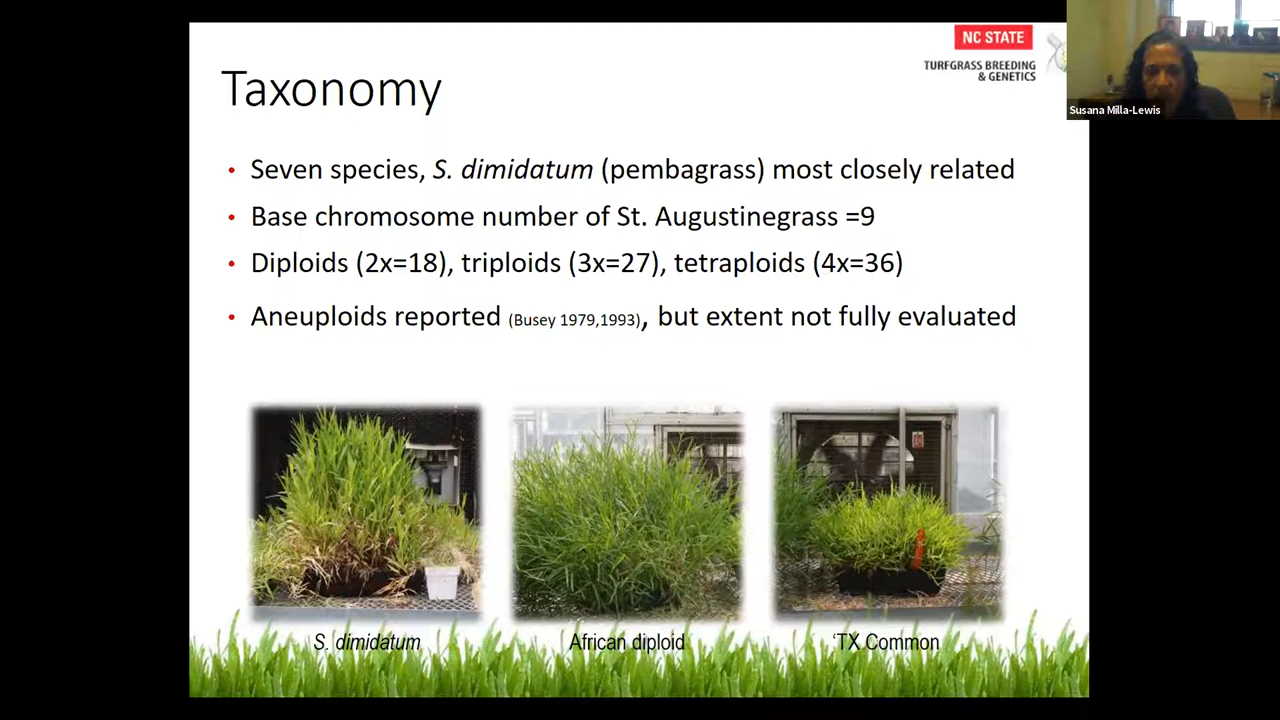 NC STATE
TURFGRASS BREEDING
& GENETICS
Susana Milla-Lewis
Taxonomy
• Seven species, S. dimidatum (pembagrass) most closely related
• Base chromosome number of St. Augustinegrass =9
• Diploids (2x=18), triploids (3x=27), tetraploids (4x=36)
• Aneuploids reported (Busey 1979,1993), but extent not fully evaluated
S. dimidatum
African diploid
‘TX Common